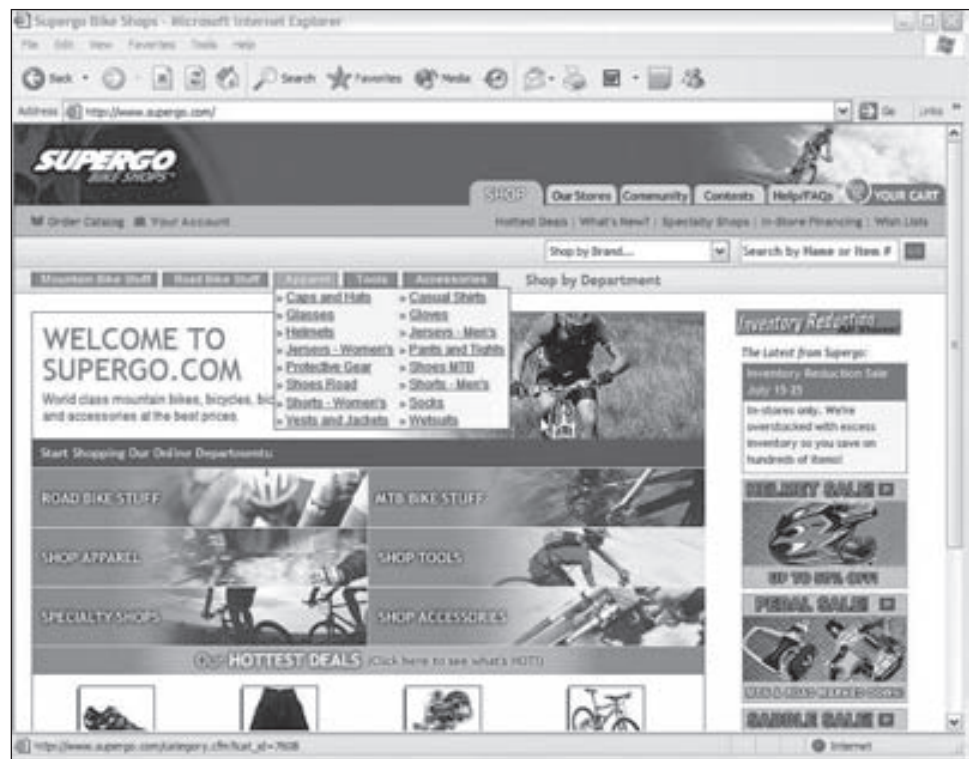 Supergo Bike Shops - Microsoft Internet Explorer
File Edit View Favorites Tools Help
Back Search Favorites Media
Address http://www.supergo.com/ Go Links »
SUPERGO
BIKE SHOPS
SHOP Our Stores Community Contests Help/FAQs YOUR CART
Order Catalog Your Account Hottest Deals | What's New? | Specialty Shops | In-Store Financing | Wish Lists
Shop by Brand.... Search by Name or Item #
Mountain Bike Stuff Road Bike Stuff Apparel Tools Accessories Shop by Department
» Caps and Hats » Casual Shirts
» Glasses » Gloves
» Helmets » Jerseys - Men's
» Jerseys - Women's » Pants and Tights
» Protective Gear » Shoes MTB
» Shoes Road » Shorts - Men's
» Shorts - Women's » Socks
» Vests and Jackets » Wetsuits
WELCOME TO
SUPERGO.COM
World class mountain bikes, bicycles, bic
and accessories at the best prices.
Inventory Reduction
The Latest from Supergo:
Inventory Reduction Sale
July 15-25
In-stores only. We're
overstocked with excess
inventory so you save on
hundreds of items!
Start Shopping Our Online Departments:
ROAD BIKE STUFF MTB BIKE STUFF
SHOP APPAREL SHOP TOOLS
SPECIALTY SHOPS SHOP ACCESSORIES
HELMET SALE!
UP TO 50% OFF!
PEDAL SALE!
MTN & ROAD MARKED DOWN!
SADDLE SALE!
Our HOTTEST DEALS (Click here to see what's HOT!)
http://www.supergo.com/category.cfm?cat_id=7608 Internet